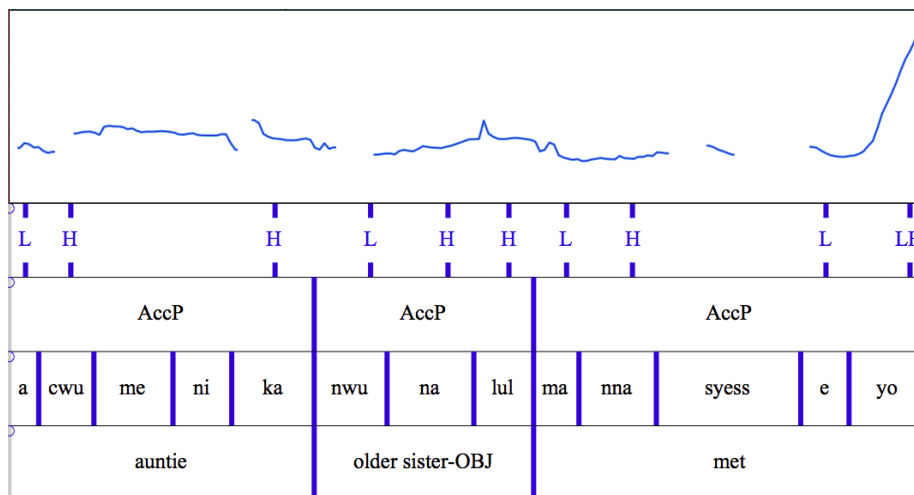 L H H L H H L H L LH
AccP AccP AccP
a cwu me ni ka nwu na lul ma nna syess e yo
auntie older sister-OBJ met